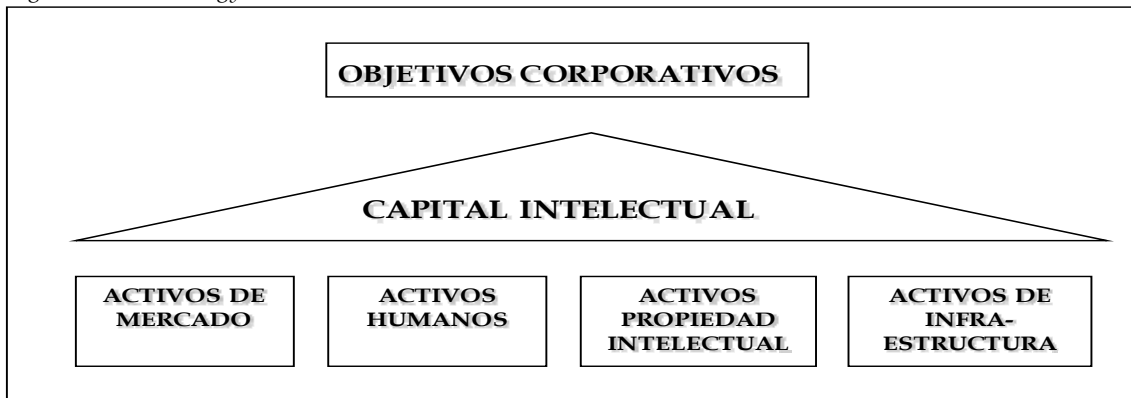 OBJETIVOS CORPORATIVOS
CAPITAL INTELECTUAL
ACTIVOS DE
MERCADO
ACTIVOS
HUMANOS
ACTIVOS
PROPIEDAD
INTELECTUAL
ACTIVOS DE
INFRA-
ESTRUCTURA